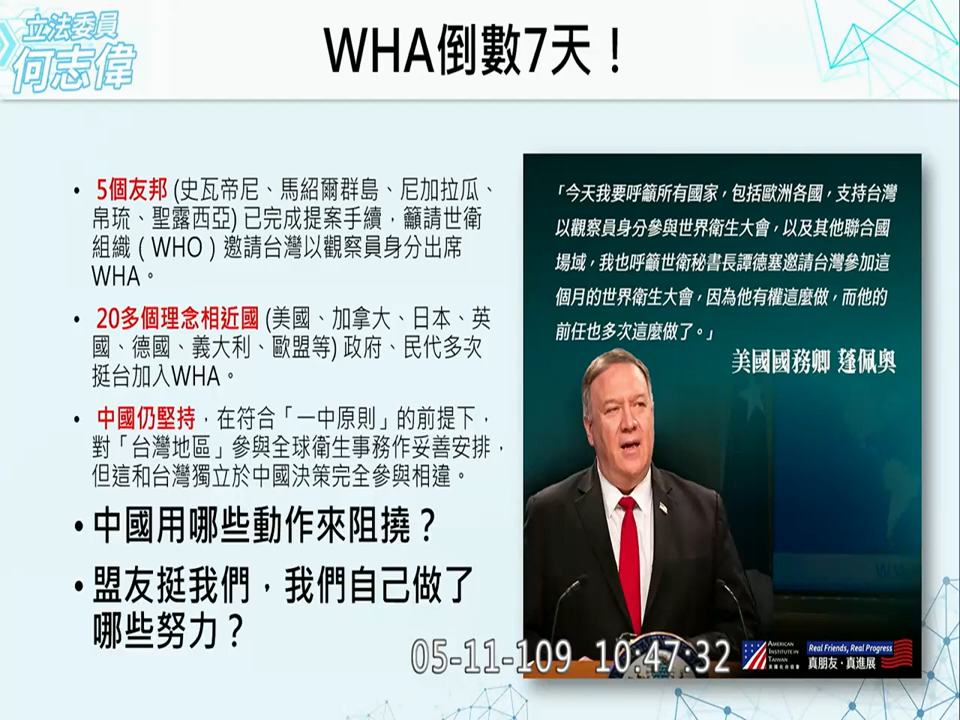 立法委員
何志偉
WHA倒數7天！
• 5個友邦 (史瓦帝尼、馬紹爾群島、尼加拉瓜、
帛琉、聖露西亞) 已完成提案手續，籲請世衛
組織（WHO）邀請台灣以觀察員身分出席
WHA。
• 20多個理念相近國 (美國、加拿大、日本、英
國、德國、義大利、歐盟等) 政府、民代多次
挺台加入WHA。
• 中國仍堅持，在符合「一中原則」的前提下，
對「台灣地區」參與全球衛生事務作妥善安排，
但這和台灣獨立於中國決策完全參與相違。
• 中國用哪些動作來阻撓？
• 盟友挺我們，我們自己做了
哪些努力？
「今天我要呼籲所有國家，包括歐洲各國，支持台灣
以觀察員身分參與世界衛生大會，以及其他聯合國
場域，我也呼籲世衛秘書長譚德塞邀請台灣參加這
個月的世界衛生大會，因為他有權這麼做，而他的
前任也多次這麼做了。」
美國國務卿 蓬佩奧
AMERICAN
INSTITUTE IN
TAIWAN
美國在台協會
Real Friends, Real Progress
真朋友·真進展
05-11-109 10:47:32